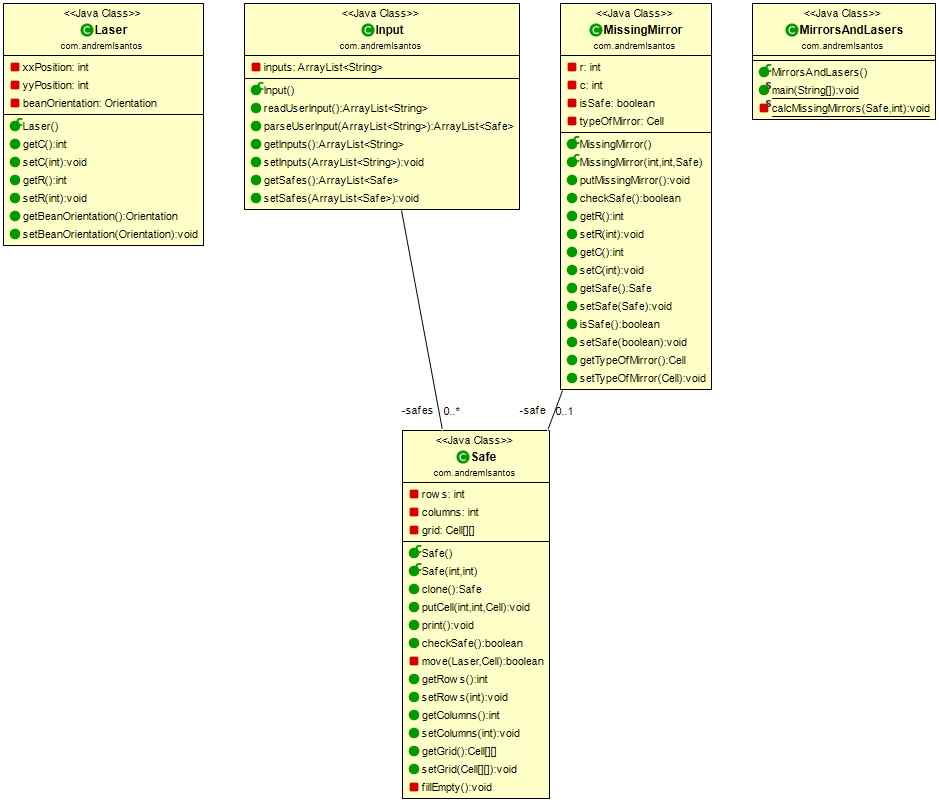 <<Java Class>>
Laser
com.andremlsantos
xxPosition: int
yyPosition: int
beanOrientation: Orientation
Laser()
getC():int
setC(int):void
getR():int
setR(int):void
getBeanOrientation():Orientation
setBeanOrientation(Orientation):void
<<Java Class>>
Input
com.andremlsantos
inputs: ArrayList<String>
Input()
readUserInput():ArrayList<String>
parseUserInput(ArrayList<String>):ArrayList<Safe>
getInputs():ArrayList<String>
setInputs(ArrayList<String>):void
getSafes():ArrayList<Safe>
setSafes(ArrayList<Safe>):void
<<Java Class>>
MissingMirror
com.andremlsantos
r: int
c: int
isSafe: boolean
typeOfMirror: Cell
MissingMirror()
MissingMirror(int,int,Safe)
putMissingMirror():void
checkSafe():boolean
getR():int
setR(int):void
getC():int
setC(int):void
getSafe():Safe
setSafe(Safe):void
isSafe():boolean
setSafe(boolean):void
getTypeOfMirror():Cell
setTypeOfMirror(Cell):void
<<Java Class>>
MirrorsAndLasers
com.andremlsantos
MirrorsAndLasers()
main(String[]):void
calcMissingMirrors(Safe,int):void
-safes 0..*
-safe 0..1
<<Java Class>>
Safe
com.andremlsantos
rows: int
columns: int
grid: Cell[][]
Safe()
Safe(int,int)
clone():Safe
putCell(int,int,Cell):void
print():void
checkSafe():boolean
move(Laser,Cell):boolean
getRows():int
setRows(int):void
getColumns():int
setColumns(int):void
getGrid():Cell[][]
setGrid(Cell[][]):void
fillEmpty():void